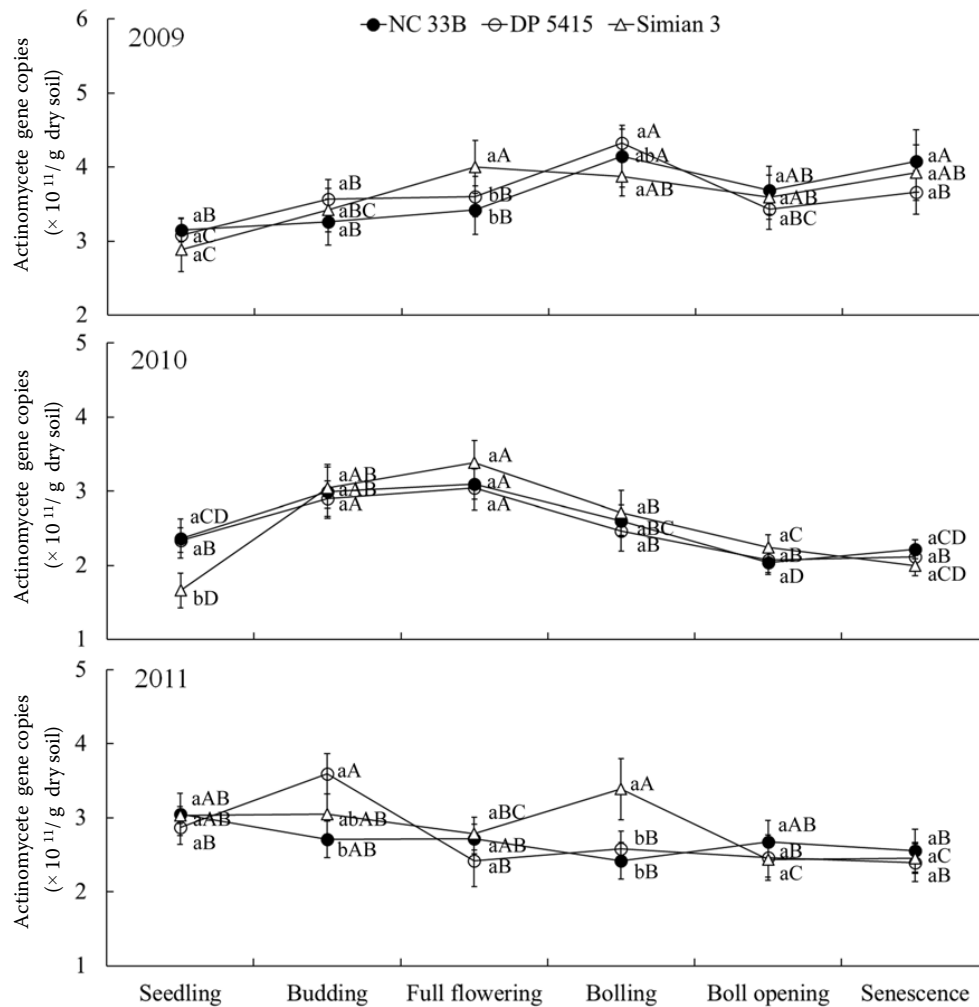 NC 33B DP 5415 Simian 3
2009
Actinomycete gene copies
(× 10 11/ g dry soil)
6
5
4
3
2
aB
aC
aC
aB
aBC
aB
aA
bB
bB
aA
abA
aAB
aAB
aAB
aBC
aA
aAB
aB
2010
Actinomycete gene copies
(× 10 11/ g dry soil)
5
4
3
2
1
aCD
aB
bD
aAB
aAB
aA
aA
aA
aA
aB
aBC
aB
aC
aB
aD
aCD
aB
aCD
2011
Actinomycete gene copies
(× 10 11/ g dry soil)
5
4
3
2
1
aAB
aAB
aB
aA
abAB
bAB
aBC
aAB
aB
aA
bB
bB
aAB
aB
aC
aB
aC
aB
Seedling Budding Full flowering Bolling Boll opening Senescence